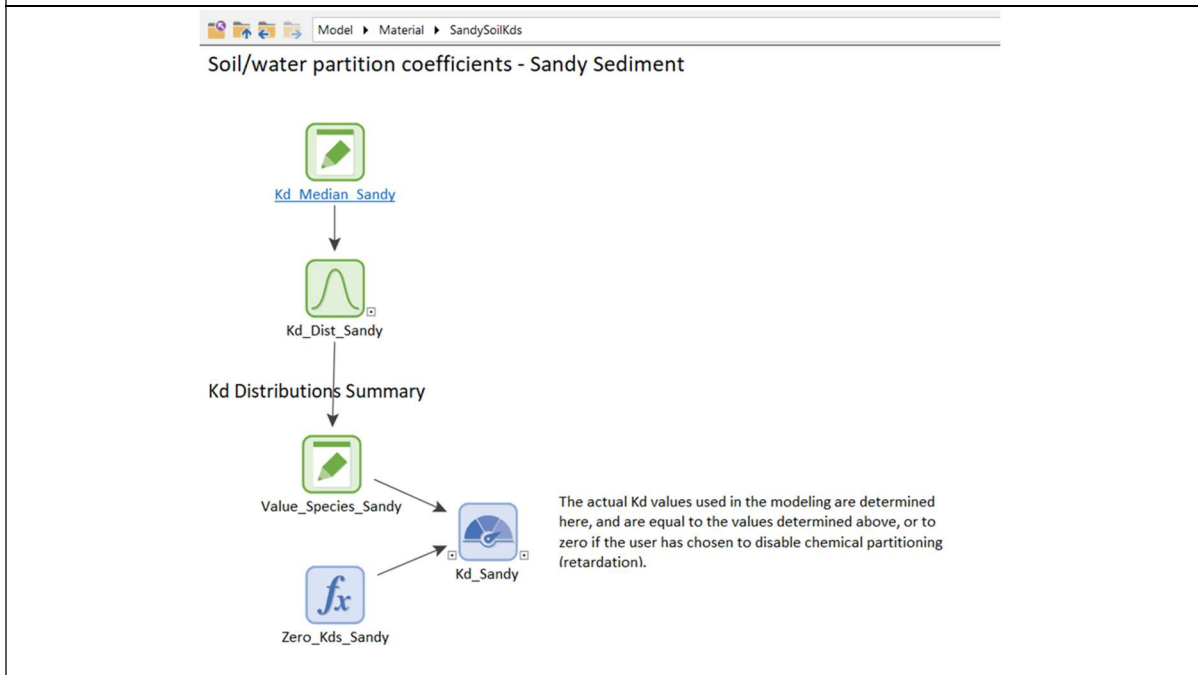 Model ▸ Material ▸ SandySoilKds
Soil/water partition coefficients - Sandy Sediment
Kd_Median_Sandy
Kd_Dist_Sandy
Kd Distributions Summary
Value_Species_Sandy
The actual Kd values used in the modeling are determined
here, and are equal to the values determined above, or to
zero if the user has chosen to disable chemical partitioning
(retardation).
Kd_Sandy
fx
Zero_Kds_Sandy